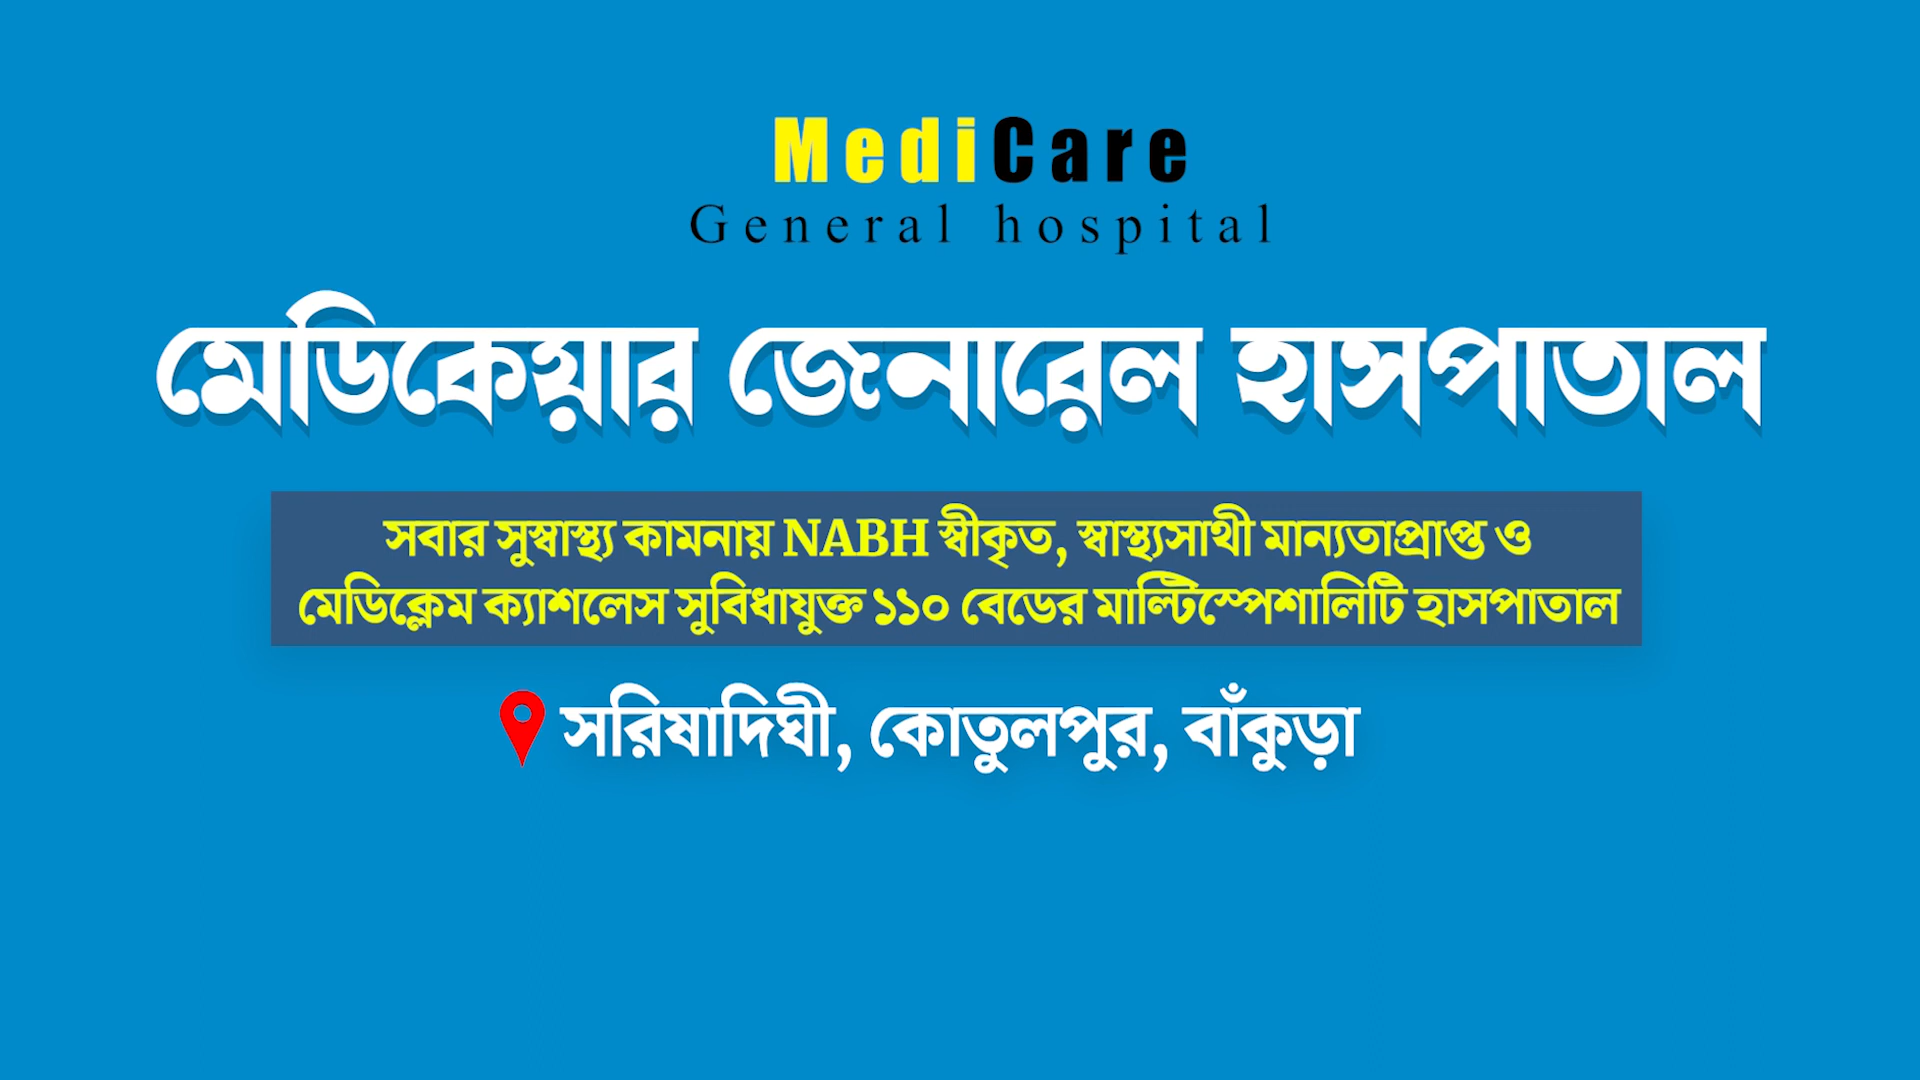 MediCare
General hospital
মেডিকেয়ার জেনারেল হাসপাতাল
সবার সুস্বাস্থ্য কামনায় NABH স্বীকৃত, স্বাস্থ্যসাথী মান্যতাপ্রাপ্ত ও
মেডিক্লেম ক্যাশলেস সুবিধাযুক্ত ১১০ বেডের মাল্টিস্পেশালিটি হাসপাতাল
সরিষাদিঘী, কোতুলপুর, বাঁকুড়া